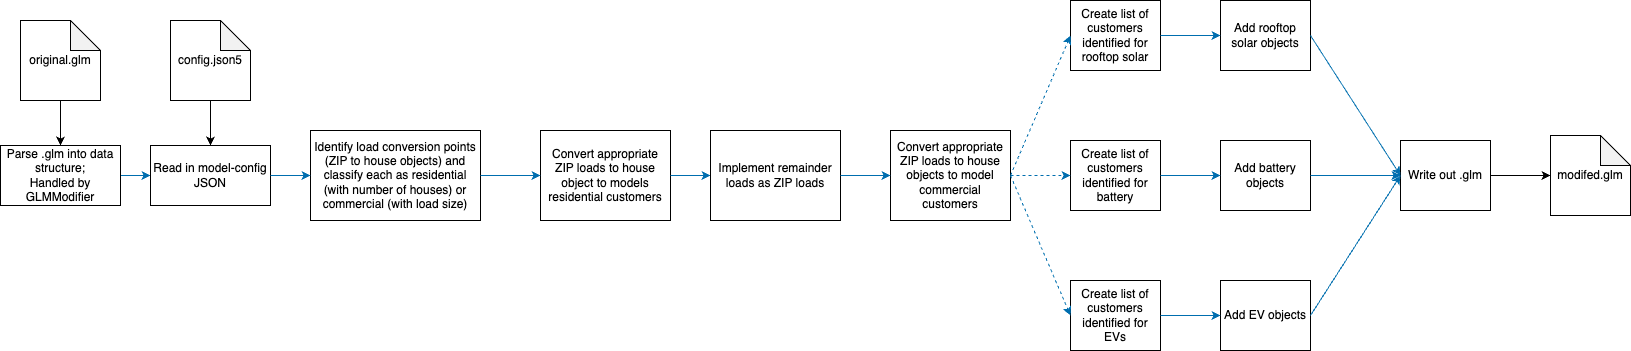 original.glm
config.json5
Parse .glm into data
structure;
Handled by
GLMModifier
Read in model-config
JSON
Identify load conversion points
(ZIP to house objects) and
classify each as residential
(with number of houses) or
commercial (with load size)
Convert appropriate
ZIP loads to house
object to models
residential customers
Implement remainder
loads as ZIP loads
Convert appropriate
ZIP loads to house
objects to model
commercial
customers
Create list of
customers
identified for
rooftop solar
Add rooftop
solar objects
Create list of
customers
identified for
battery
Add battery
objects
Create list of
customers
identified for
EVs
Add EV objects
Write out .glm
modifed.glm